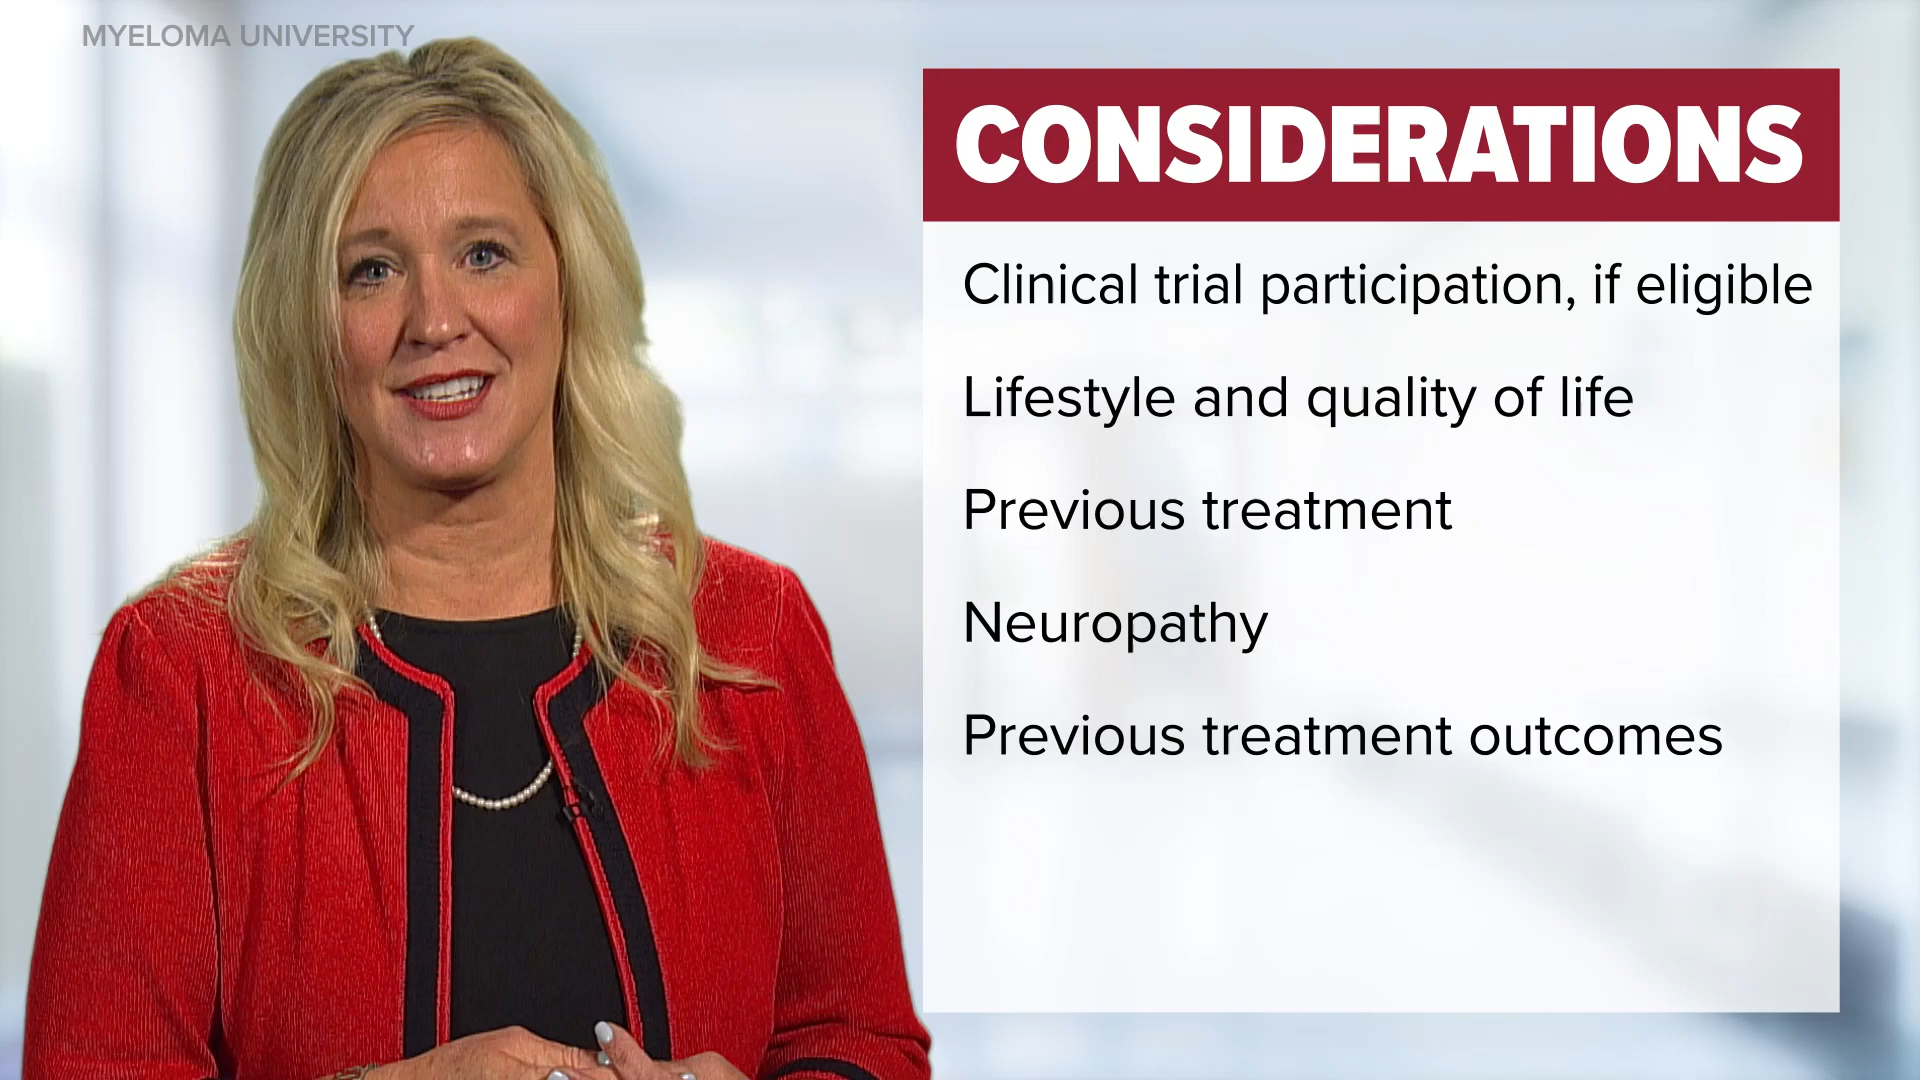 MYELOMA UNIVERSITY
CONSIDERATIONS
Clinical trial participation, if eligible
Lifestyle and quality of life
Previous treatment
Neuropathy
Previous treatment outcomes